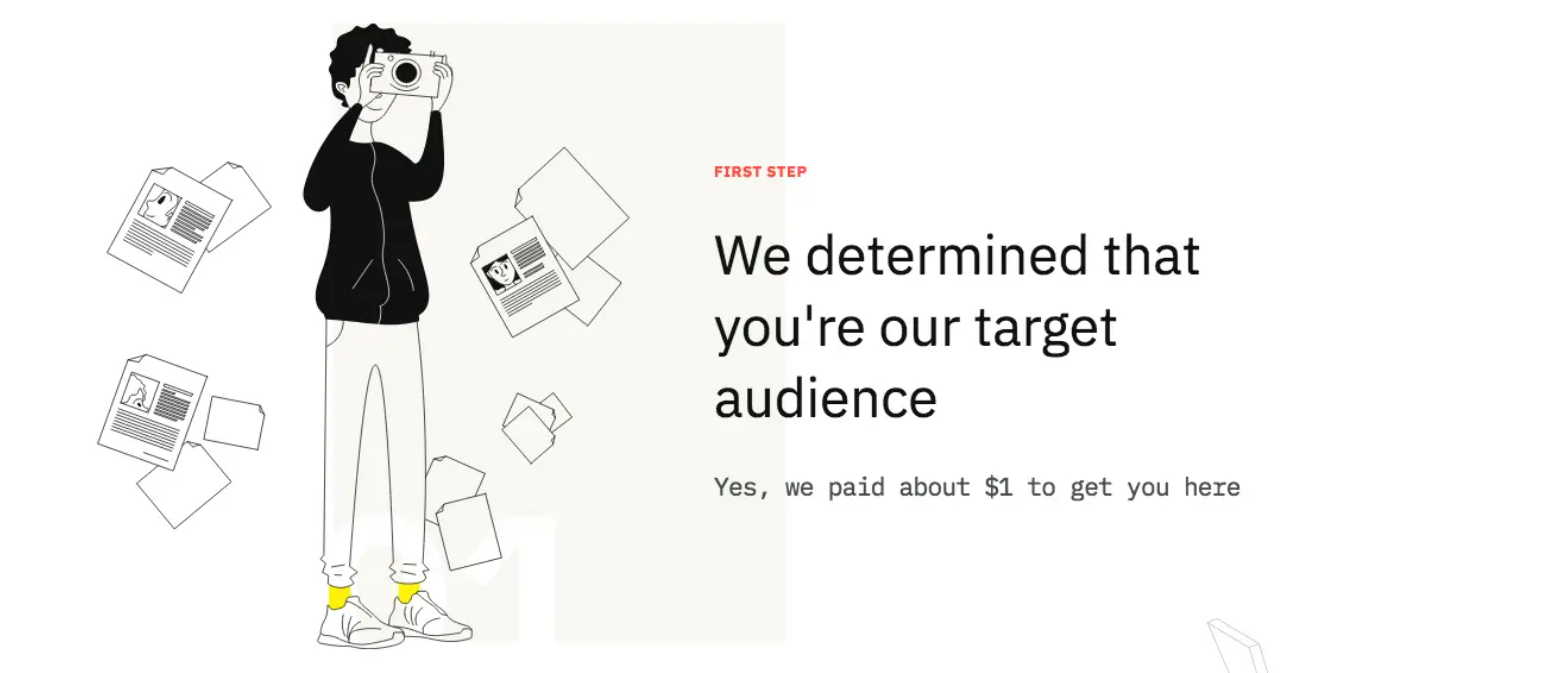 FIRST STEP
We determined that
you're our target
audience
Yes, we paid about $1 to get you here
01